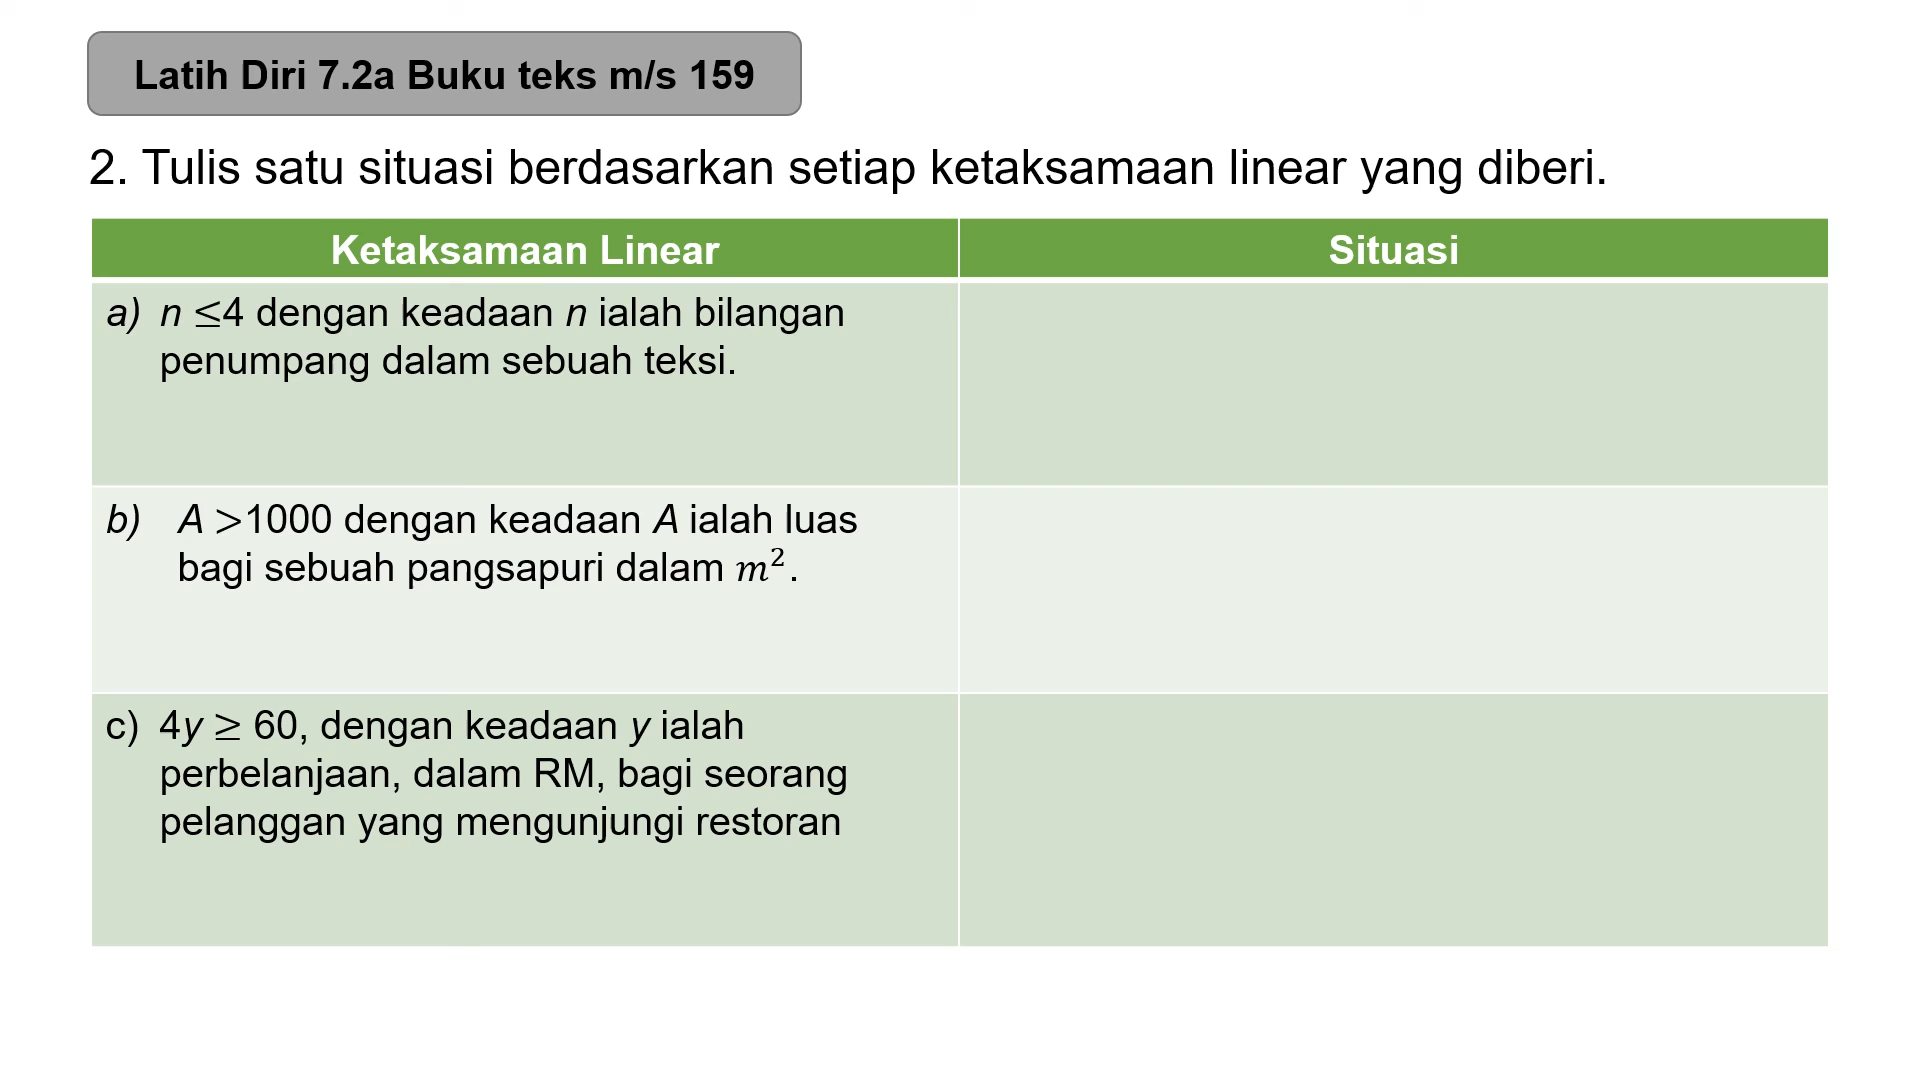 Latih Diri 7.2a Buku teks m/s 159
2. Tulis satu situasi berdasarkan setiap ketaksamaan linear yang diberi.
Ketaksamaan Linear
Situasi
a) n ≤4 dengan keadaan n ialah bilangan
penumpang dalam sebuah teksi.
b) A >1000 dengan keadaan A ialah luas
bagi sebuah pangsapuri dalam m².
c) 4y ≥ 60, dengan keadaan y ialah
perbelanjaan, dalam RM, bagi seorang
pelanggan yang mengunjungi restoran